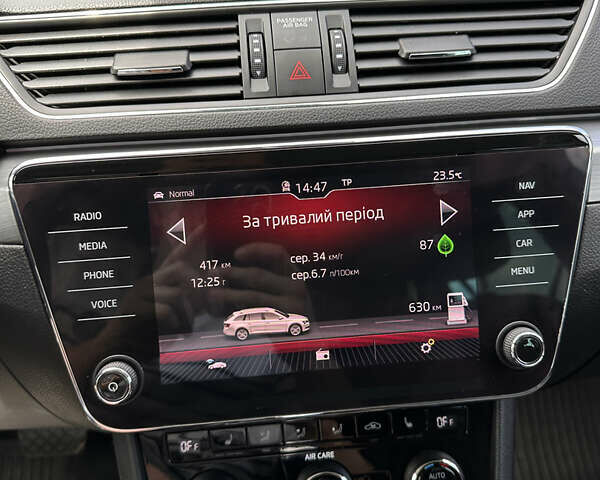 PASSENGER
AIR BAG
Normal
14:47
TP
23.5°C
RADIO
MEDIA
PHONE
VOICE
За тривалий період
417 км
12:25 г
сер. 34 км/г
сер.6.7 л/100км
87
630 км
NAV
APP
CAR
MENU
OFF
AIR CARE
OFF